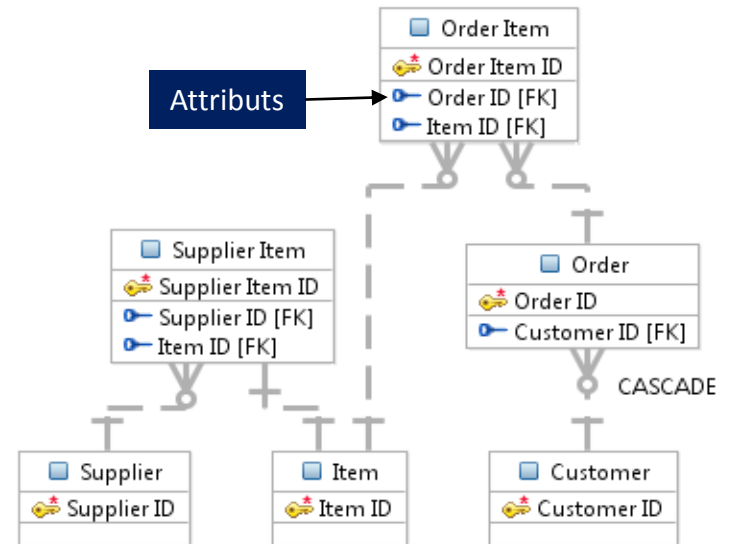 Order Item
Order Item ID
Attributs
Order ID [FK]
Item ID [FK]
Supplier Item
Supplier Item ID
Supplier ID [FK]
Item ID [FK]
Order
Order ID
Customer ID [FK]
CASCADE
Supplier
Supplier ID
Item
Item ID
Customer
Customer ID